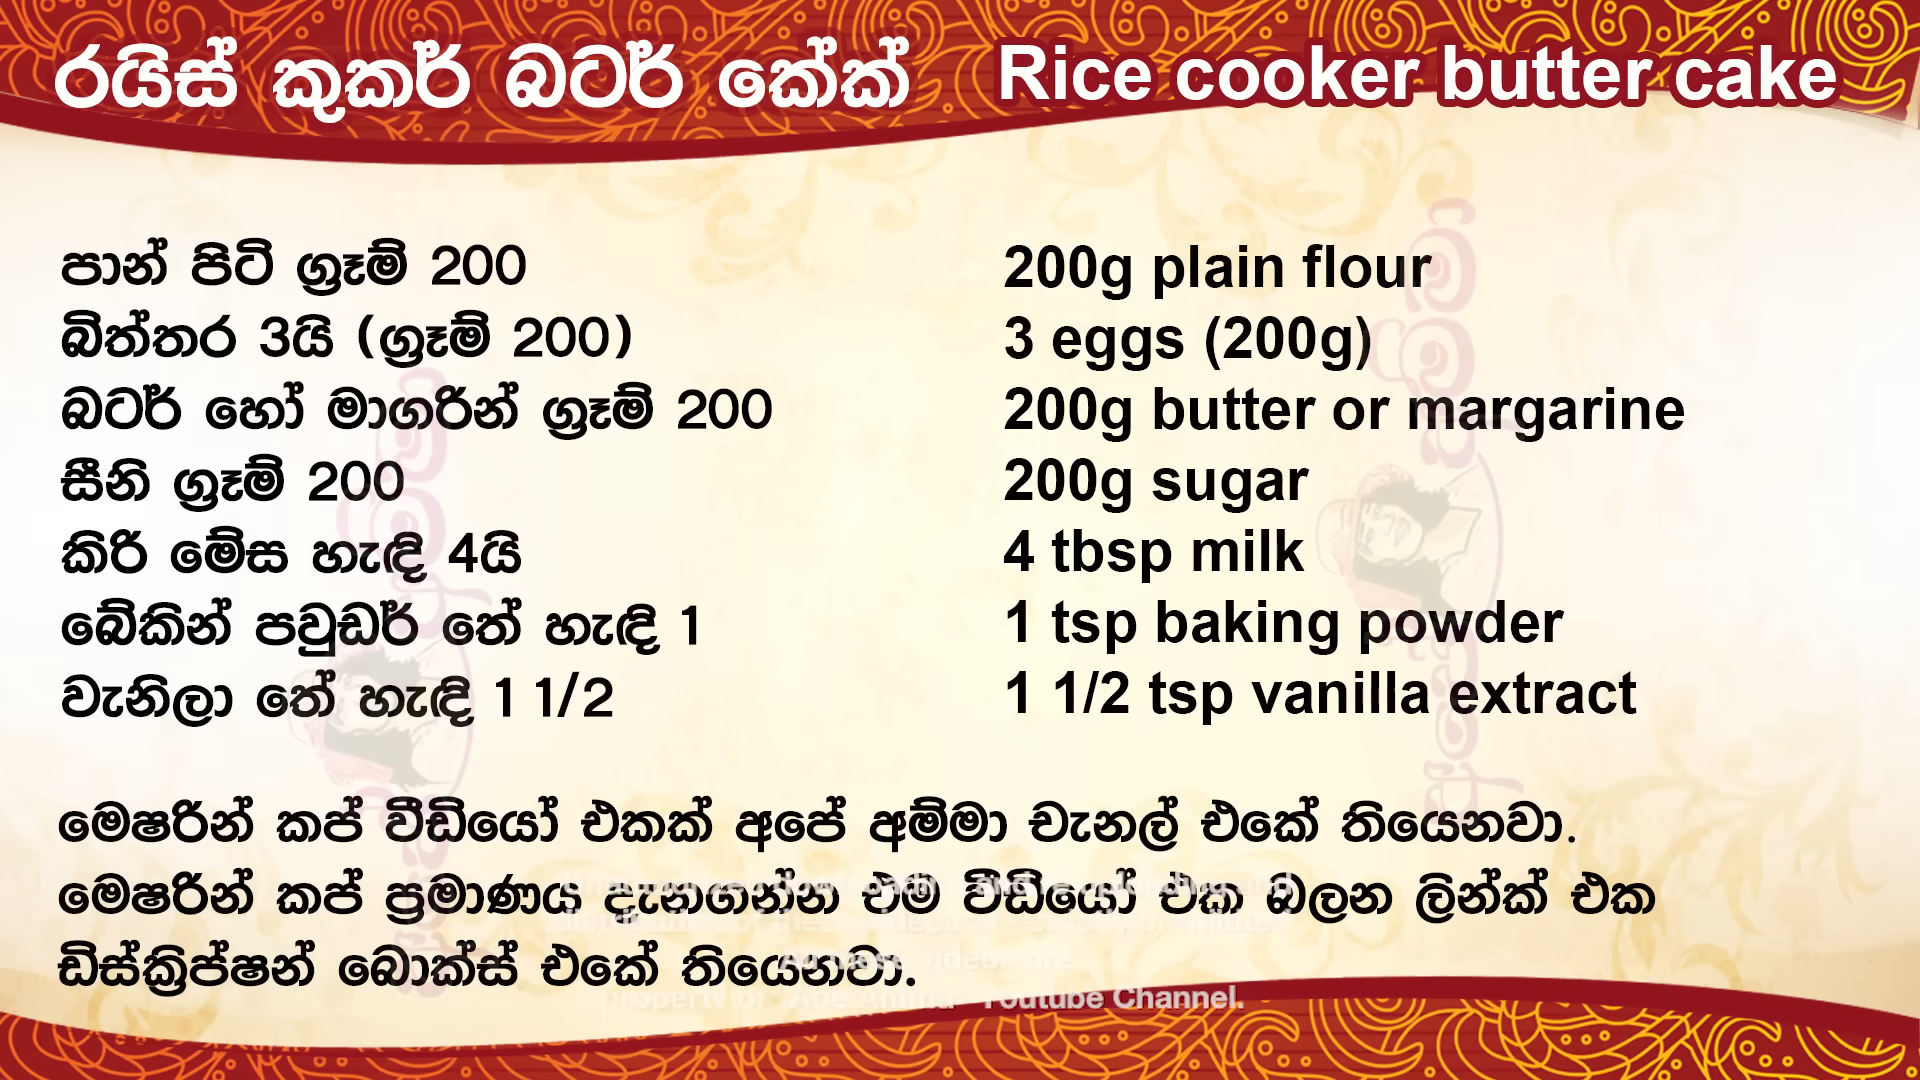 රයිස් කුකර් බටර් කේක්
Rice cooker butter cake
පාන් පිටි ග්‍රෑම් 200
බිත්තර 3යි (ග්‍රෑම් 200)
බටර් හෝ මාගරින් ග්‍රෑම් 200
සීනි ග්‍රෑම් 200
කිරි මේස හැඳි 4යි
බේකින් පවුඩර් තේ හැඳි 1
වැනිලා තේ හැඳි 1 1/2
200g plain flour
3 eggs (200g)
200g butter or margarine
200g sugar
4 tbsp milk
1 tsp baking powder
1 1/2 tsp vanilla extract
මෙෂරින් කප් වීඩියෝ එකක් අපේ අම්මා චැනල් එකේ තියෙනවා.
මෙෂරින් කප් ප්‍රමාණය දැනගන්න එම වීඩියෝ එක බලන ලින්ක් එක
ඩිස්ක්‍රිප්ෂන් බොක්ස් එකේ තියෙනවා.
Youtube Channel.